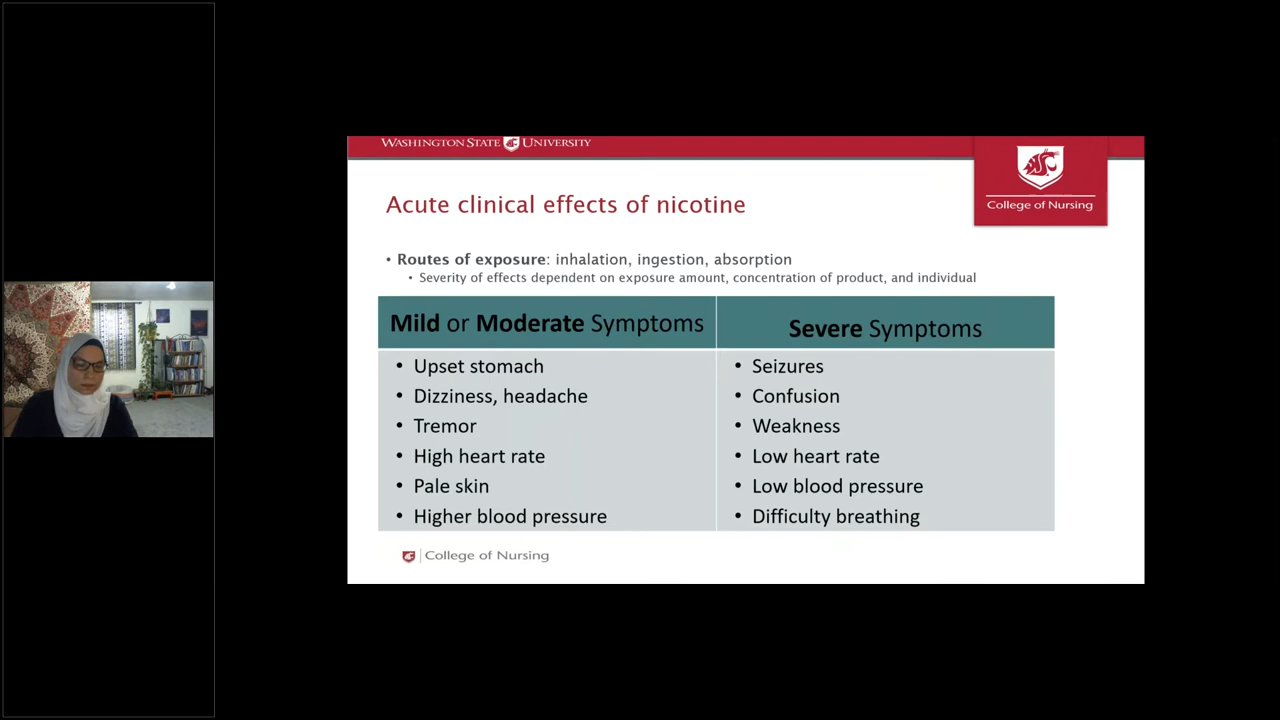 WASHINGTON STATE UNIVERSITY
College of Nursing
Acute clinical effects of nicotine
• Routes of exposure: inhalation, ingestion, absorption
• Severity of effects dependent on exposure amount, concentration of product, and individual
Mild or Moderate Symptoms
• Upset stomach
• Dizziness, headache
• Tremor
• High heart rate
• Pale skin
• Higher blood pressure
Severe Symptoms
• Seizures
• Confusion
• Weakness
• Low heart rate
• Low blood pressure
• Difficulty breathing
College of Nursing